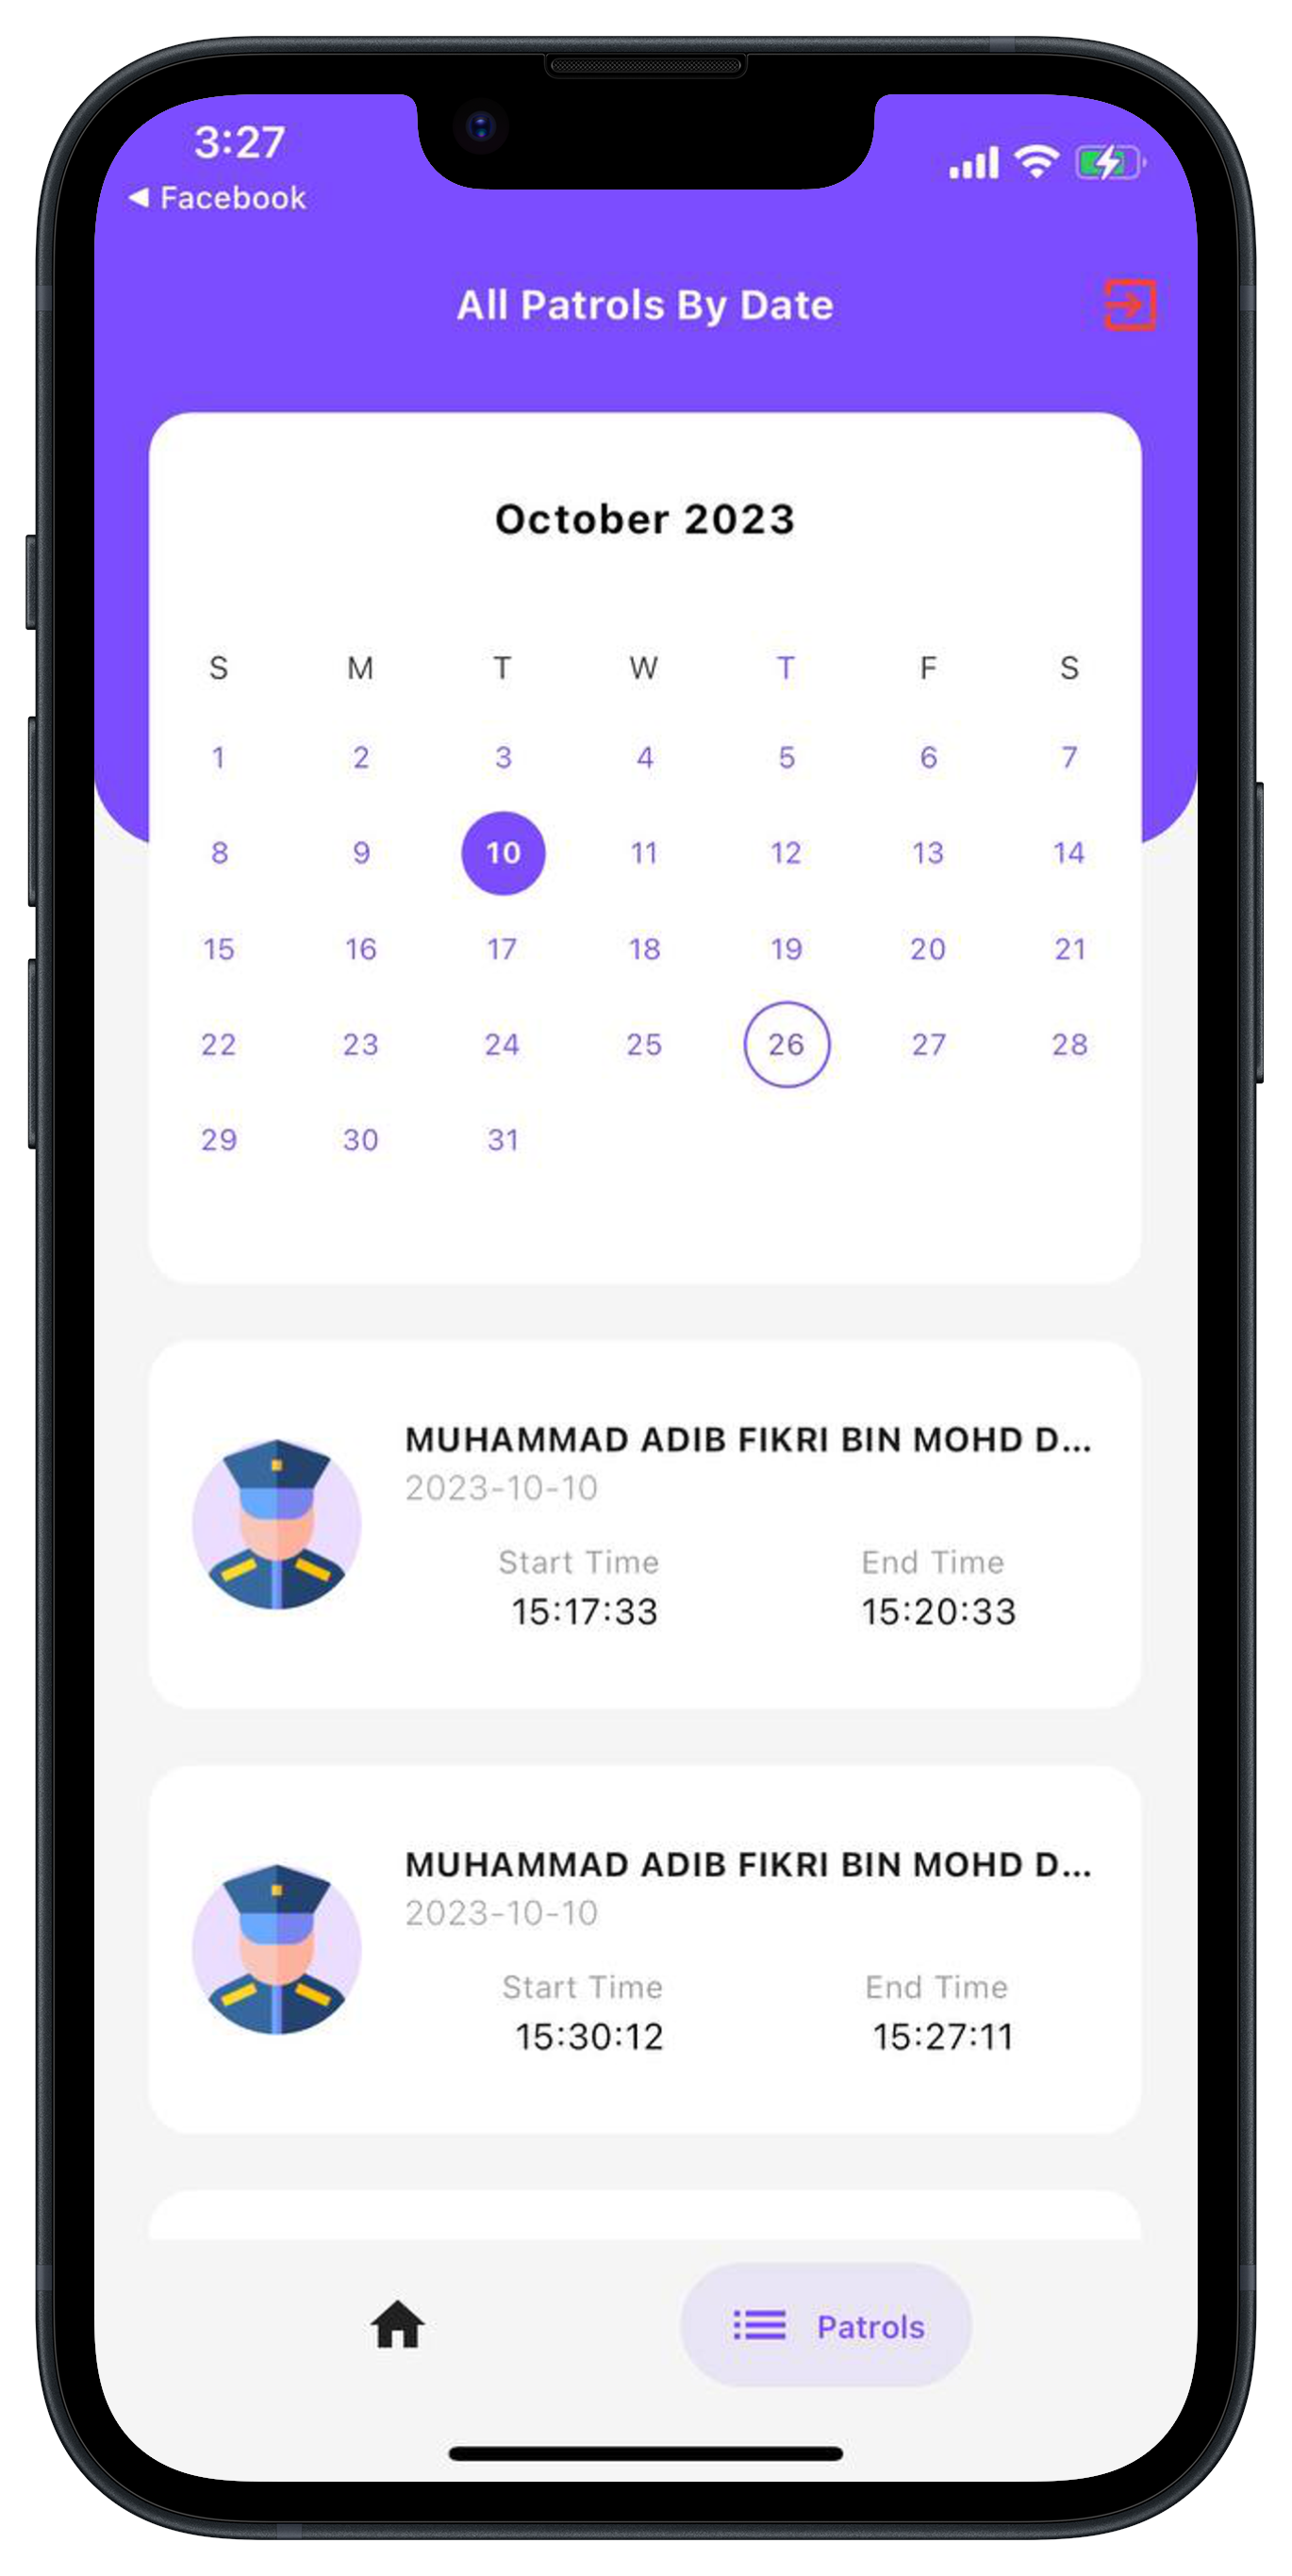 3:27
◀ Facebook
All Patrols By Date
October 2023
S M T W T F S
1 2 3 4 5 6 7
8 9 10 11 12 13 14
15 16 17 18 19 20 21
22 23 24 25 26 27 28
29 30 31
MUHAMMAD ADIB FIKRI BIN MOHD D...
2023-10-10
Start Time End Time
15:17:33 15:20:33
MUHAMMAD ADIB FIKRI BIN MOHD D...
2023-10-10
Start Time End Time
15:30:12 15:27:11
Patrols